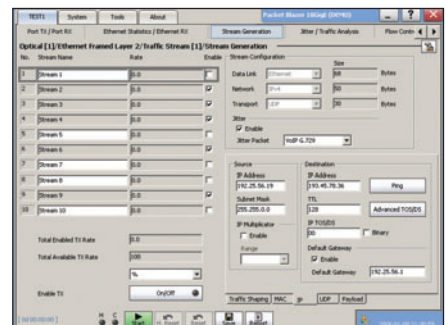 TEST1 System Tools About Packet Blazer 10GigE
Port TX / Port RX Ethernet Statistics / Ethernet RX Stream Generation Jitter / Traffic Analysis Flow Contr
Optical [1]/Ethernet Framed Layer 2/Traffic Stream [1]/Stream Generation
No. Stream Name Rate Enable
1 Stream 1 0.0
2 Stream 2 0.0
3 Stream 3 0.0
4 Stream 4 0.0
5 Stream 5 0.0
6 Stream 6 0.0
7 Stream 7 0.0
8 Stream 8 0.0
9 Stream 9 0.0
10 Stream 10 0.0
Total Enabled TX Rate 0.0
Total Available TX Rate 100
%
Enable TX On/Off
Stream Configuration
Size
Data Link Ethernet 68 Bytes
Network IPv4 50 Bytes
Transport UDP 30 Bytes
Jitter
Enable
Jitter Packet VoIP G.729
Source
IP Address
192.25.56.19
Subnet Mask
255.255.0.0
IP Multiplicator
Enable
Range
Destination
IP Address
193.45.78.36 Ping
TTL
128 Advanced TOS/DS
IP TOS/DS
00 Binary
Default Gateway
Enable
Default Gateway 192.25.56.1
Traffic Shaping MAC IP UDP Payload
H C
Start H. Reset Reset Save Report